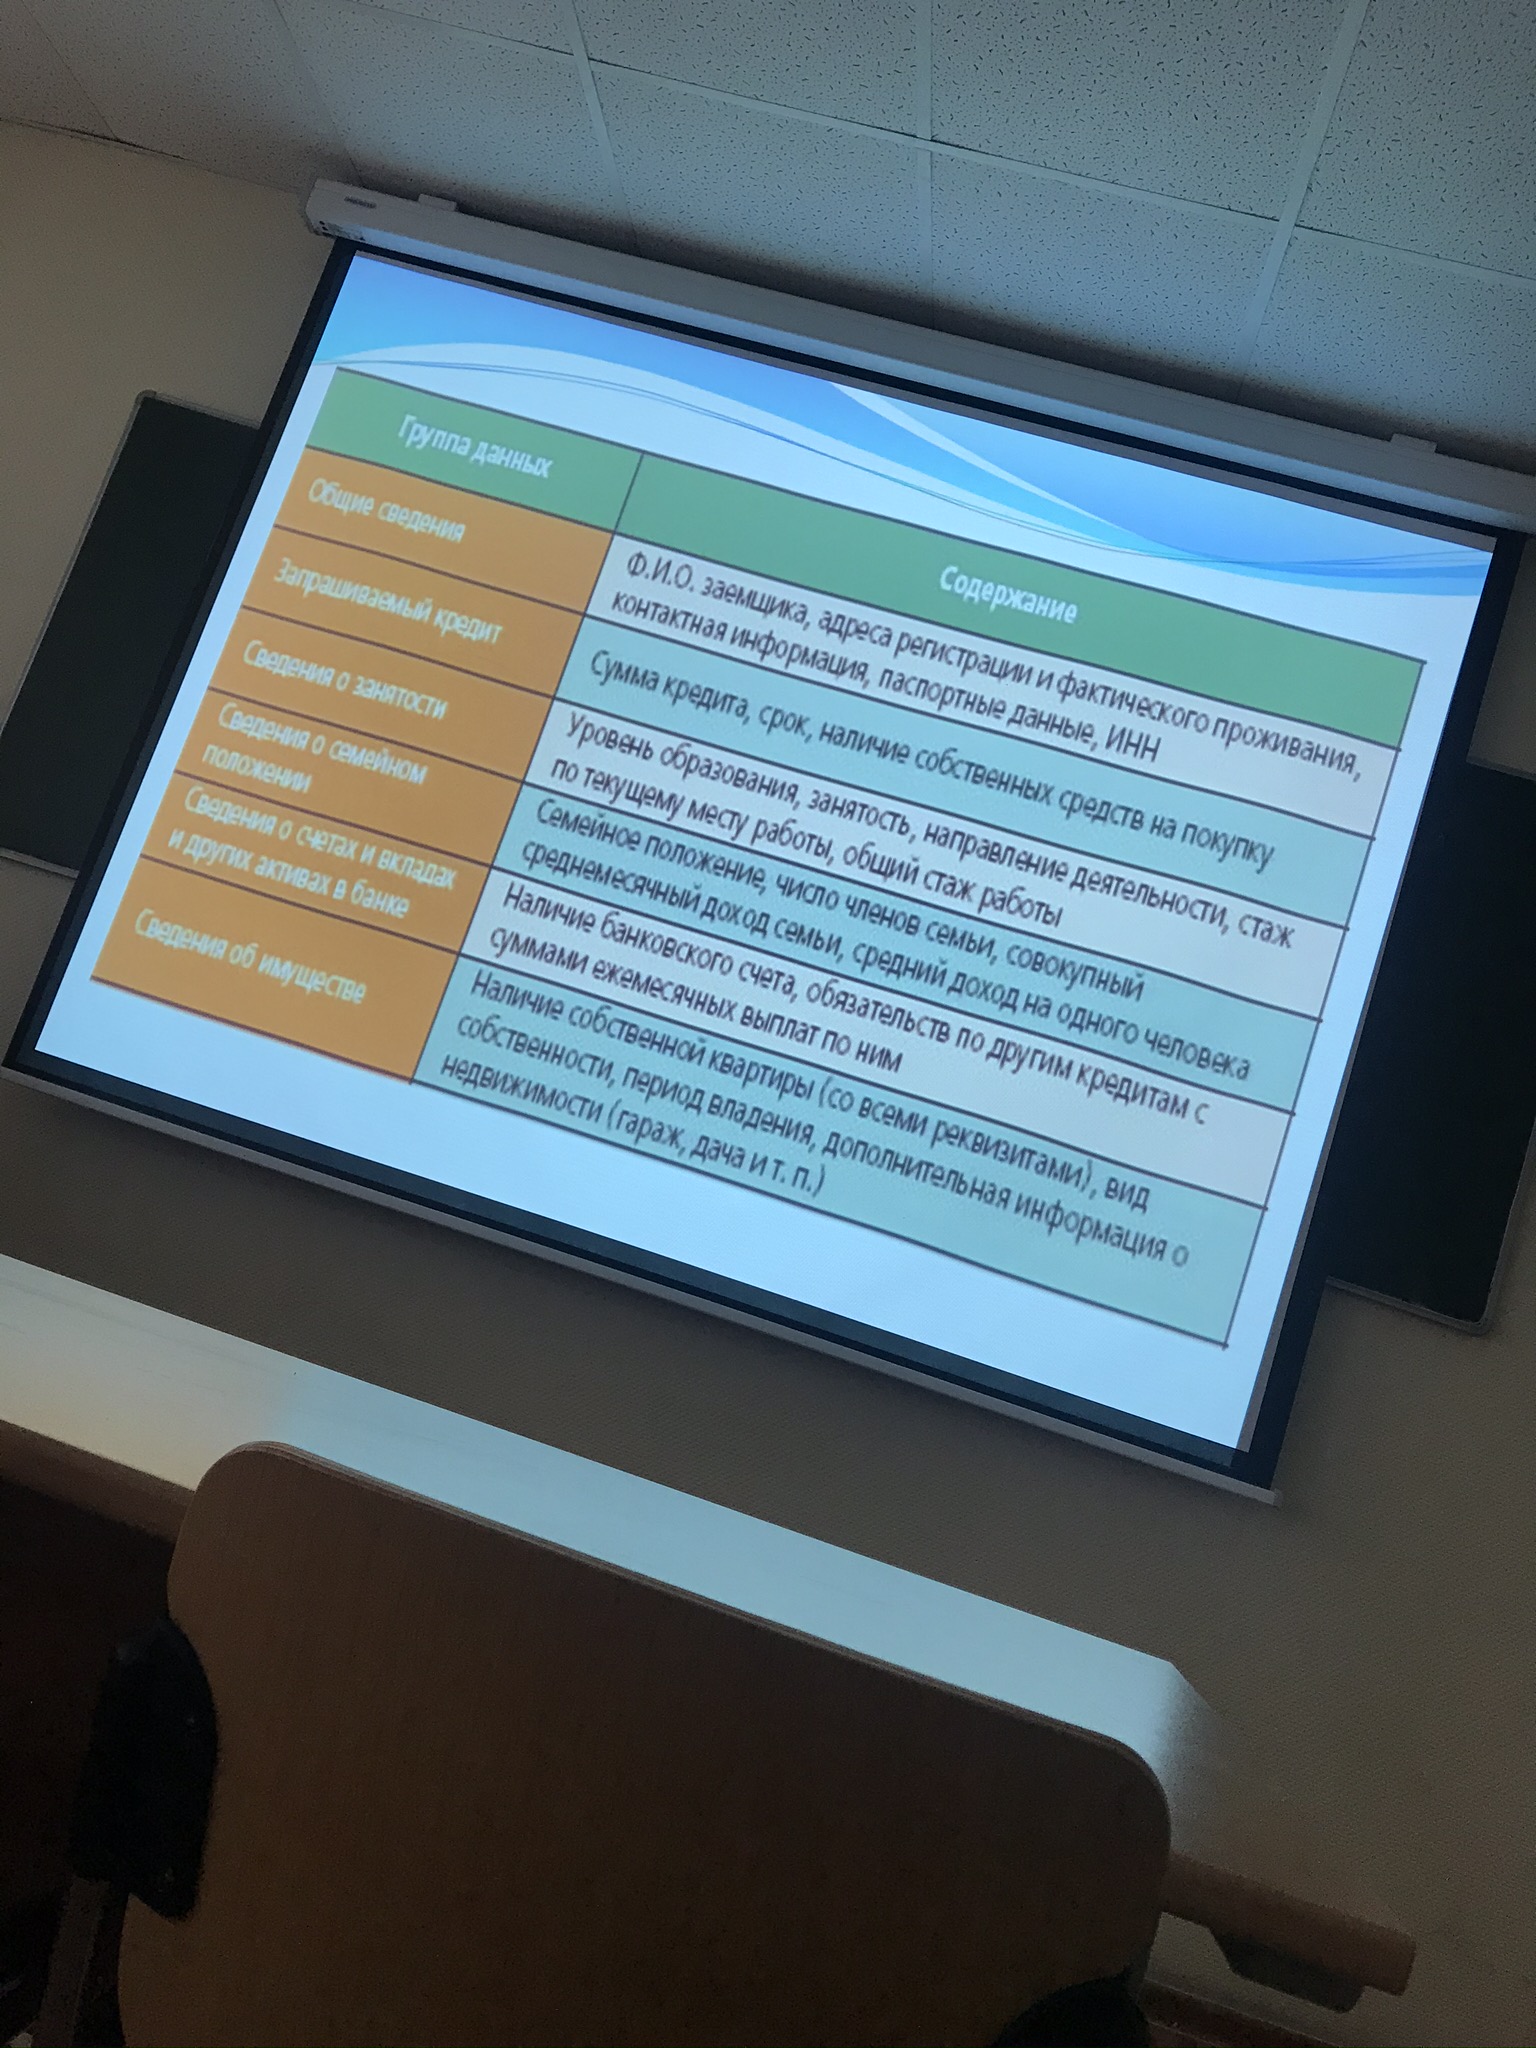 Группа данных
Содержание
Общие сведения
Ф.И.О. заемщика, адреса регистрации и фактического проживания,
контактная информация, паспортные данные, ИНН
Запрашиваемый кредит
Сумма кредита, срок, наличие собственных средств на покупку
Сведения о занятости
Уровень образования, занятость, направление деятельности, стаж
по текущему месту работы, общий стаж работы
Сведения о семейном
положении
Семейное положение, число членов семьи, совокупный
среднемесячный доход семьи, средний доход на одного человека
Сведения о счетах и вкладах
и других активах в банке
Наличие банковского счета, обязательств по другим кредитам с
суммами ежемесячных выплат по ним
Сведения об имуществе
Наличие собственной квартиры (со всеми реквизитами), вид
собственности, период владения, дополнительная информация о
недвижимости (гараж, дача и т. п.)